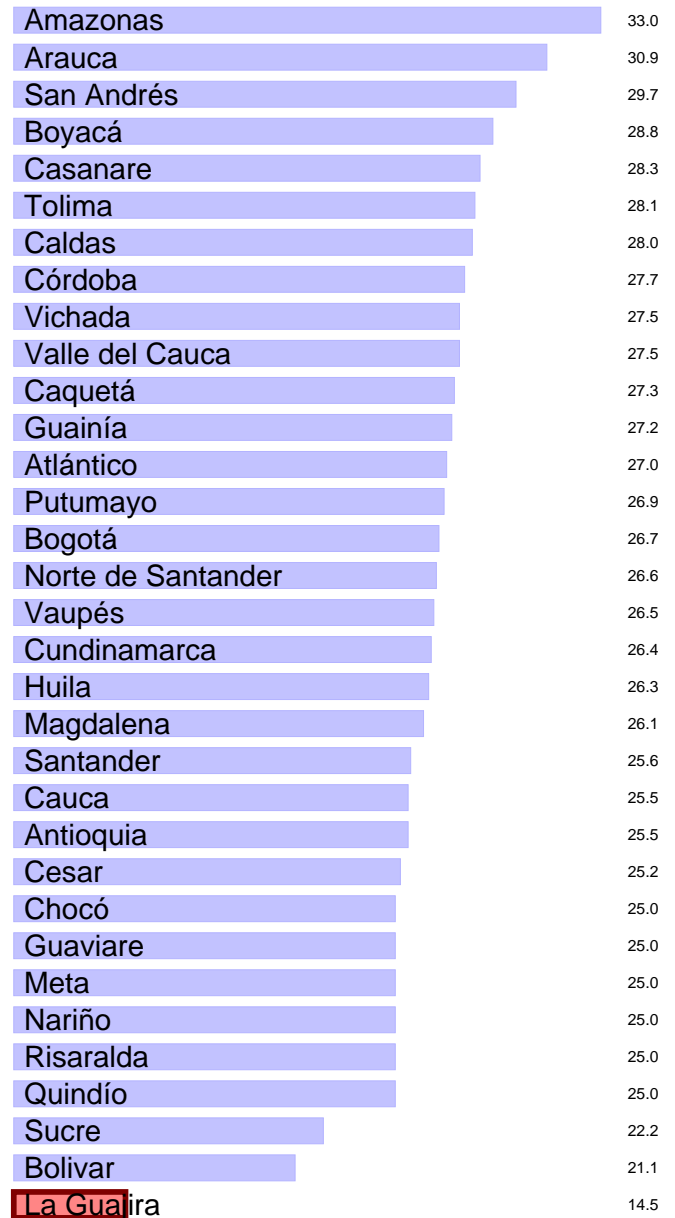 Amazonas 33.0
Arauca 30.9
San Andrés 29.7
Boyacá 28.8
Casanare 28.3
Tolima 28.1
Caldas 28.0
Córdoba 27.7
Vichada 27.5
Valle del Cauca 27.5
Caquetá 27.3
Guainía 27.2
Atlántico 27.0
Putumayo 26.9
Bogotá 26.7
Norte de Santander 26.6
Vaupés 26.5
Cundinamarca 26.4
Huila 26.3
Magdalena 26.1
Santander 25.6
Cauca 25.5
Antioquia 25.5
Cesar 25.2
Chocó 25.0
Guaviare 25.0
Meta 25.0
Nariño 25.0
Risaralda 25.0
Quindío 25.0
Sucre 22.2
Bolivar 21.1
La Guajira 14.5